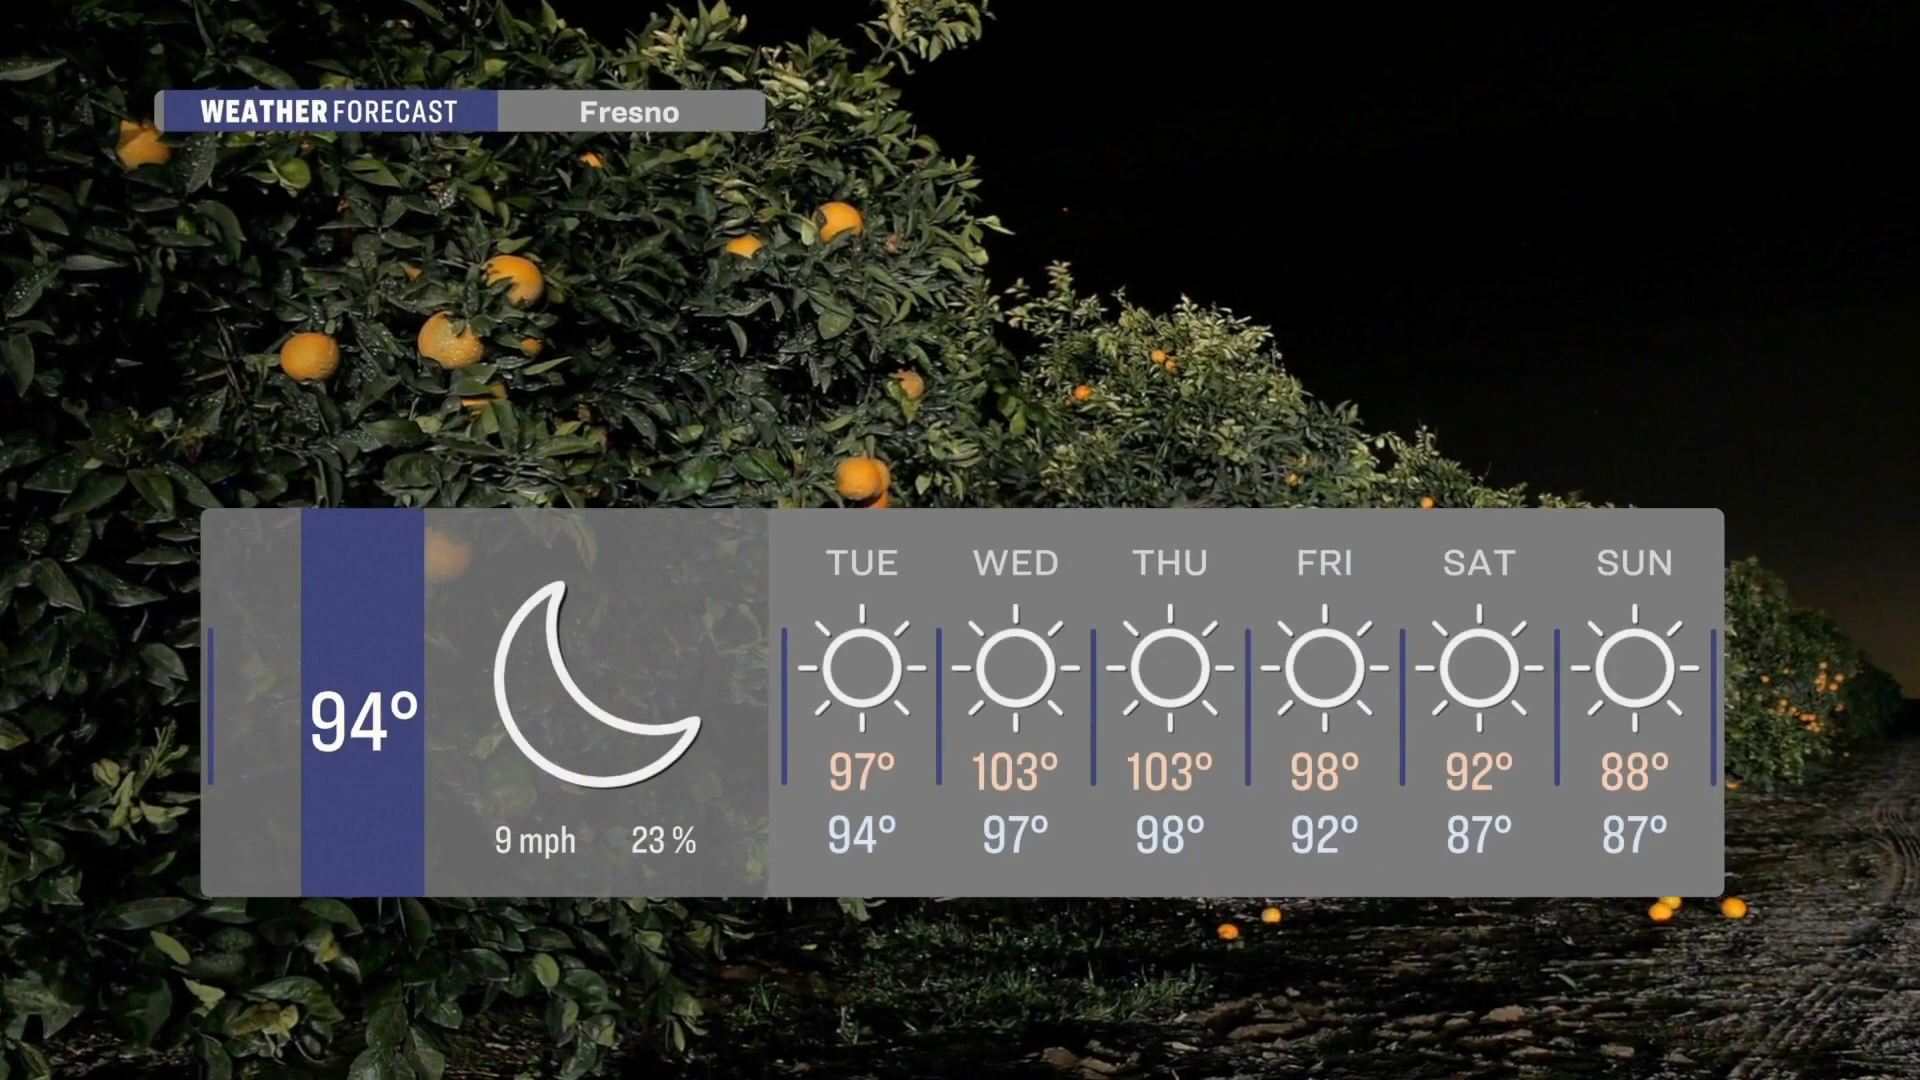 WEATHER FORECAST Fresno
94°
9 mph 23 %
TUE WED THU FRI SAT SUN
97° 103° 103° 98° 92° 88°
94° 97° 98° 92° 87° 87°